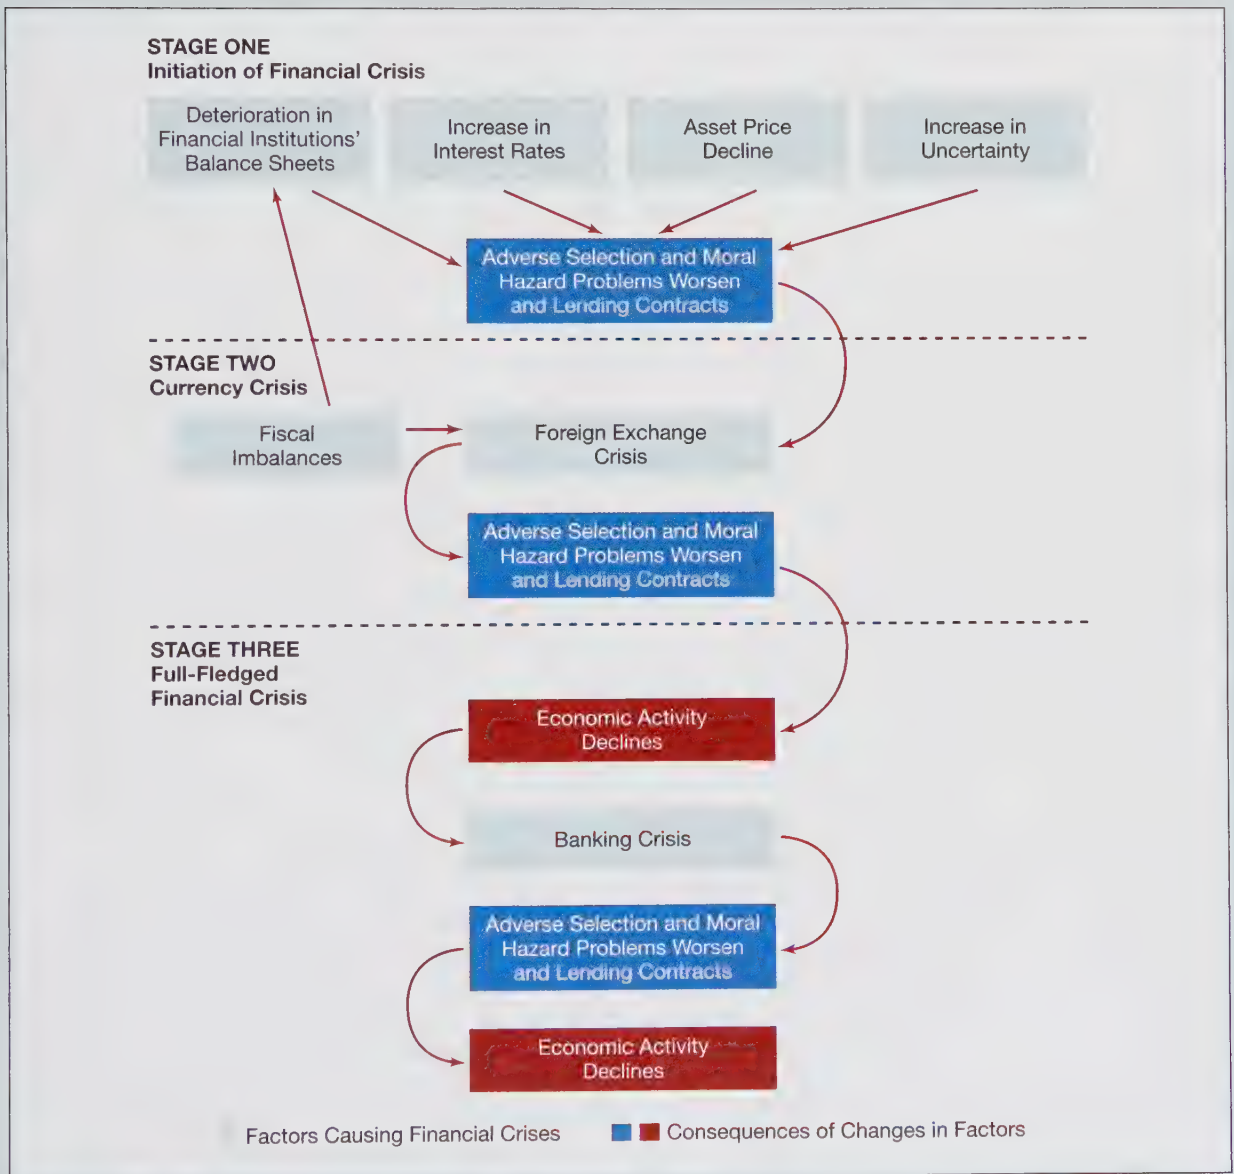 STAGE ONE
Initiation of Financial Crisis
Deterioration in
Financial Institutions'
Balance Sheets
Increase in
Interest Rates
Asset Price
Decline
Increase in
Uncertainty
Adverse Selection and Moral
Hazard Problems Worsen
and Lending Contracts
STAGE TWO
Currency Crisis
Fiscal
Imbalances
Foreign Exchange
Crisis
Adverse Selection and Moral
Hazard Problems Worsen
and Lending Contracts
STAGE THREE
Full-Fledged
Financial Crisis
Economic Activity
Declines
Banking Crisis
Adverse Selection and Moral
Hazard Problems Worsen
and Lending Contracts
Economic Activity
Declines
Factors Causing Financial Crises
Consequences of Changes in Factors